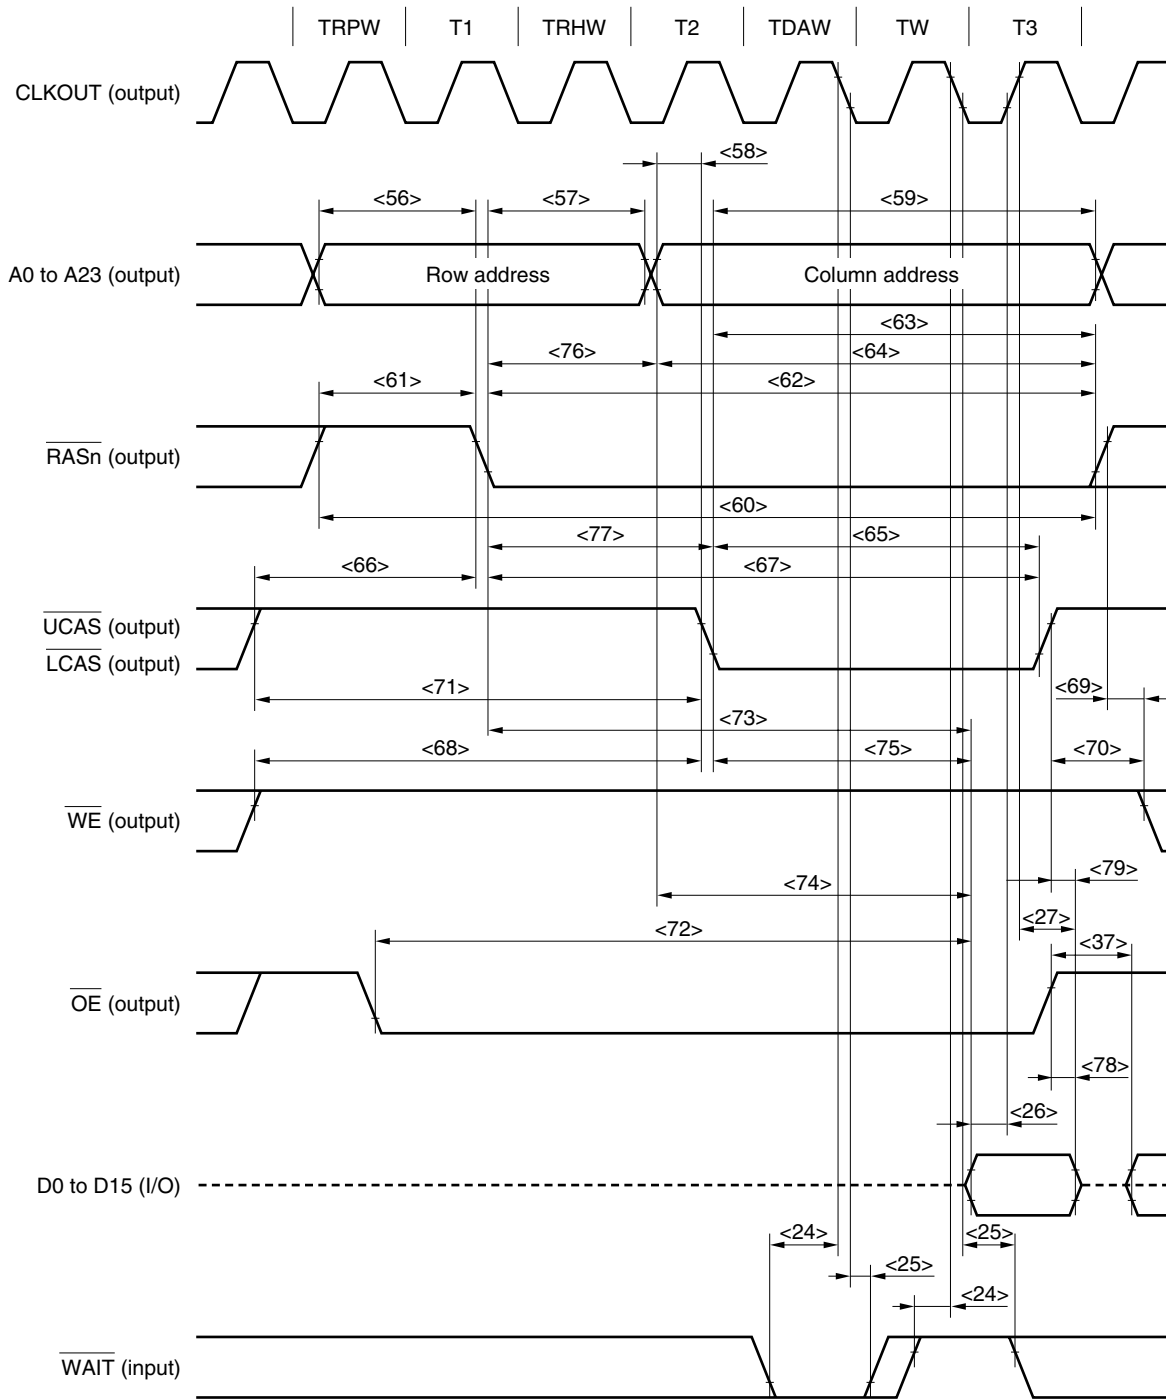 TRPW T1 TRHW T2 TDAW TW T3
CLKOUT (output)
<58>
<56> <57> <59>
A0 to A23 (output) Row address Column address
<63>
<76> <64>
<61> <62>
RASn (output)
<60>
<77> <65>
<66> <67>
UCAS (output)
LCAS (output)
<71> <69>
<73>
<68> <75> <70>
WE (output)
<79>
<74>
<27>
<72> <37>
OE (output)
<78>
<26>
D0 to D15 (I/O)
<24> <25>
<25>
<24>
WAIT (input)